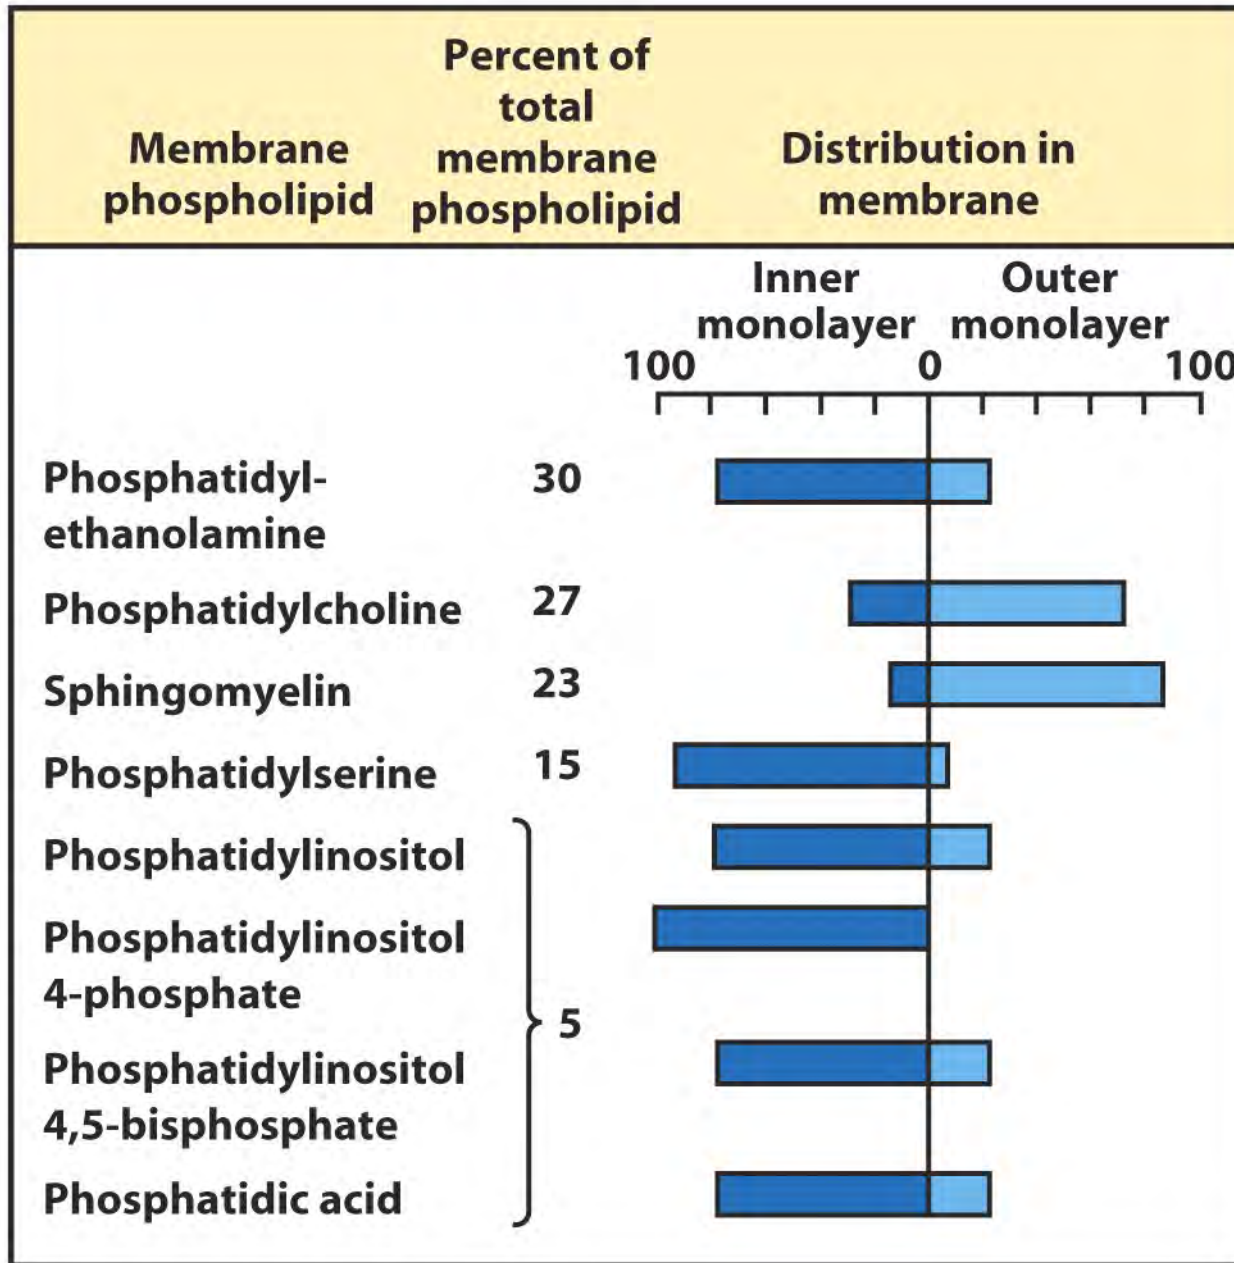 Membrane
phospholipid
Percent of
total
membrane
phospholipid
Distribution in
membrane
Inner
monolayer
Outer
monolayer
100 0 100
Phosphatidyl-
ethanolamine
30
Phosphatidylcholine 27
Sphingomyelin 23
Phosphatidylserine 15
Phosphatidylinositol
Phosphatidylinositol
4-phosphate
5
Phosphatidylinositol
4,5-bisphosphate
Phosphatidic acid